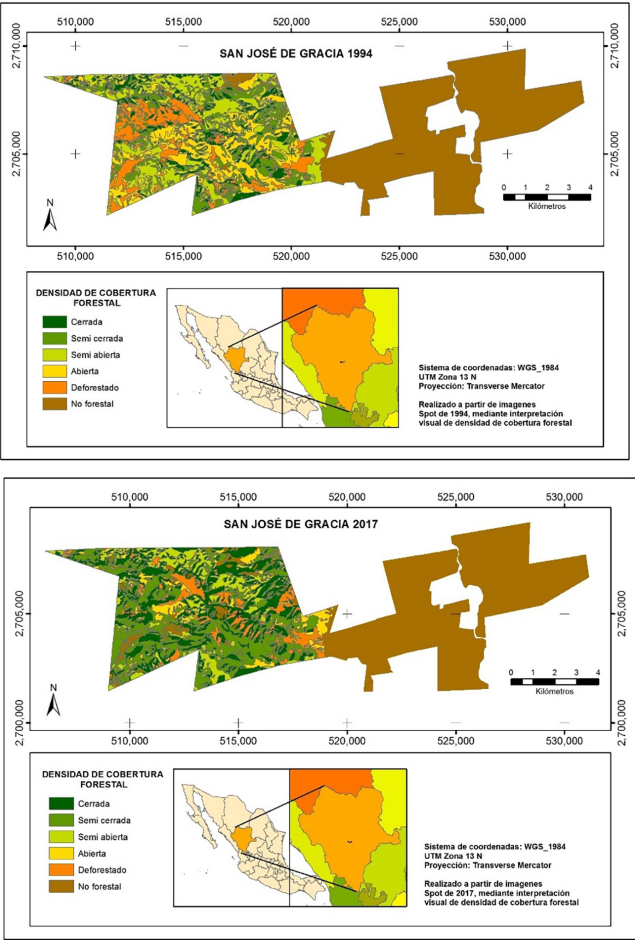 510,000 515,000 520,000 525,000 530,000
2,710,000 2,710,000
SAN JOSÉ DE GRACIA 1994
2,705,000 2,705,000
N
0 1 2 3 4
Kilómetros
510,000 515,000 520,000 525,000 530,000
DENSIDAD DE COBERTURA
FORESTAL
Cerrada
Semi cerrada
Semi abierta
Abierta
Deforestado
No forestal
Sistema de coordenadas: WGS_1984
UTM Zona 13 N
Proyección: Transverse Mercator
Realizado a partir de imagenes
Spot de 1994, mediante interpretación
visual de densidad de cobertura forestal
510,000 515,000 520,000 525,000 530,000
SAN JOSÉ DE GRACIA 2017
2,705,000 2,705,000
N
0 1 2 3 4
Kilómetros
2,700,000 2,700,000
510,000 515,000 520,000 525,000 530,000
DENSIDAD DE COBERTURA
FORESTAL
Cerrada
Semi cerrada
Semi abierta
Abierta
Deforestado
No forestal
Sistema de coordenadas: WGS_1984
UTM Zona 13 N
Proyección: Transverse Mercator
Realizado a partir de imagenes
Spot de 2017, mediante interpretación
visual de densidad de cobertura forestal